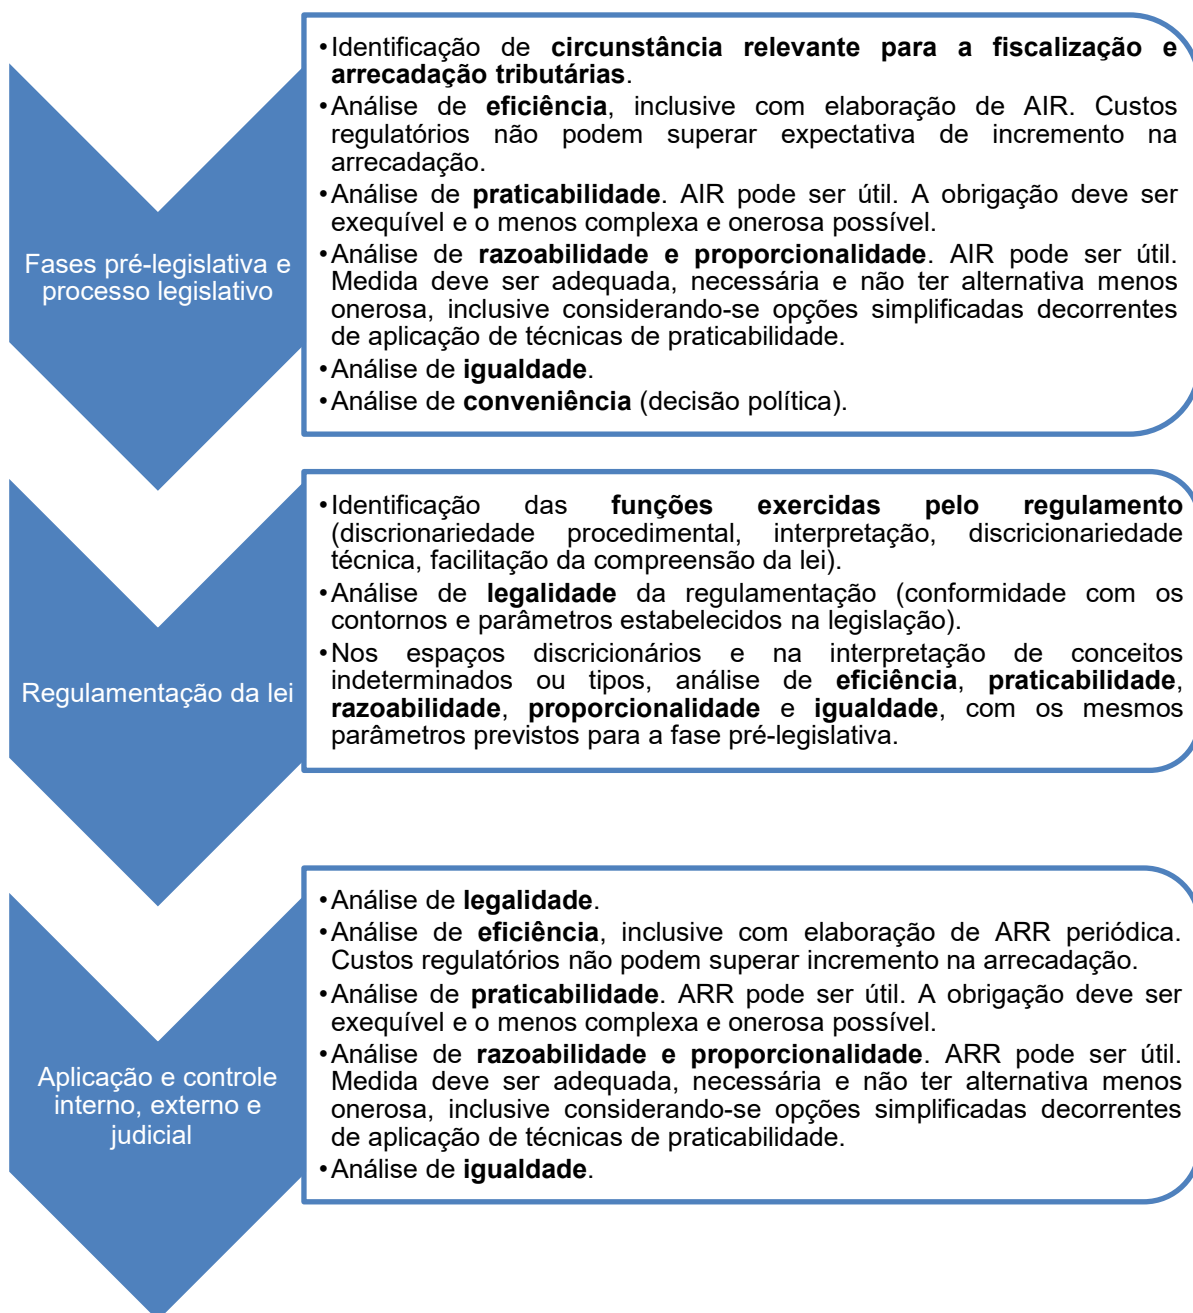 Fases pré-legislativa e
processo legislativo
•Identificação de circunstância relevante para a fiscalização e
arrecadação tributárias.
•Análise de eficiência, inclusive com elaboração de AIR. Custos
regulatórios não podem superar expectativa de incremento na
arrecadação.
•Análise de praticabilidade. AIR pode ser útil. A obrigação deve ser
exequível e o menos complexa e onerosa possível.
•Análise de razoabilidade e proporcionalidade. AIR pode ser útil.
Medida deve ser adequada, necessária e não ter alternativa menos
onerosa, inclusive considerando-se opções simplificadas decorrentes
de aplicação de técnicas de praticabilidade.
•Análise de igualdade.
•Análise de conveniência (decisão política).
Regulamentação da lei
•Identificação das funções exercidas pelo regulamento
(discrionariedade procedimental, interpretação, discricionariedade
técnica, facilitação da compreensão da lei).
•Análise de legalidade da regulamentação (conformidade com os
contornos e parâmetros estabelecidos na legislação).
•Nos espaços discricionários e na interpretação de conceitos
indeterminados ou tipos, análise de eficiência, praticabilidade,
razoabilidade, proporcionalidade e igualdade, com os mesmos
parâmetros previstos para a fase pré-legislativa.
Aplicação e controle
interno, externo e
judicial
•Análise de legalidade.
•Análise de eficiência, inclusive com elaboração de ARR periódica.
Custos regulatórios não podem superar incremento na arrecadação.
•Análise de praticabilidade. ARR pode ser útil. A obrigação deve ser
exequível e o menos complexa e onerosa possível.
•Análise de razoabilidade e proporcionalidade. ARR pode ser útil.
Medida deve ser adequada, necessária e não ter alternativa menos
onerosa, inclusive considerando-se opções simplificadas decorrentes
de aplicação de técnicas de praticabilidade.
•Análise de igualdade.